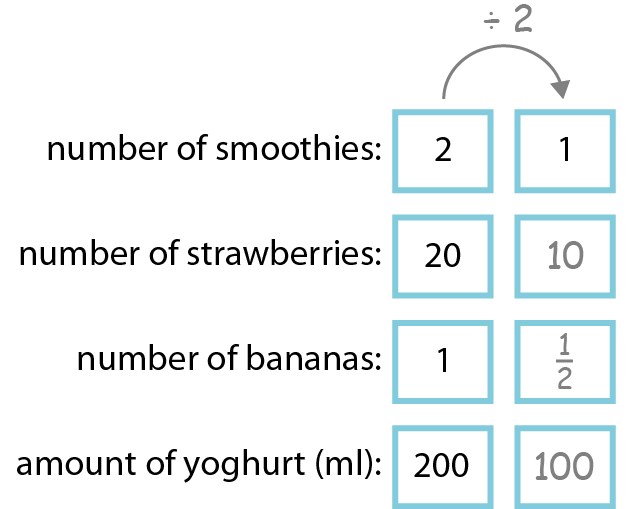 ÷ 2
number of smoothies: 2 1
number of strawberries: 20 10
number of bananas: 1 1/2
amount of yoghurt (ml): 200 100